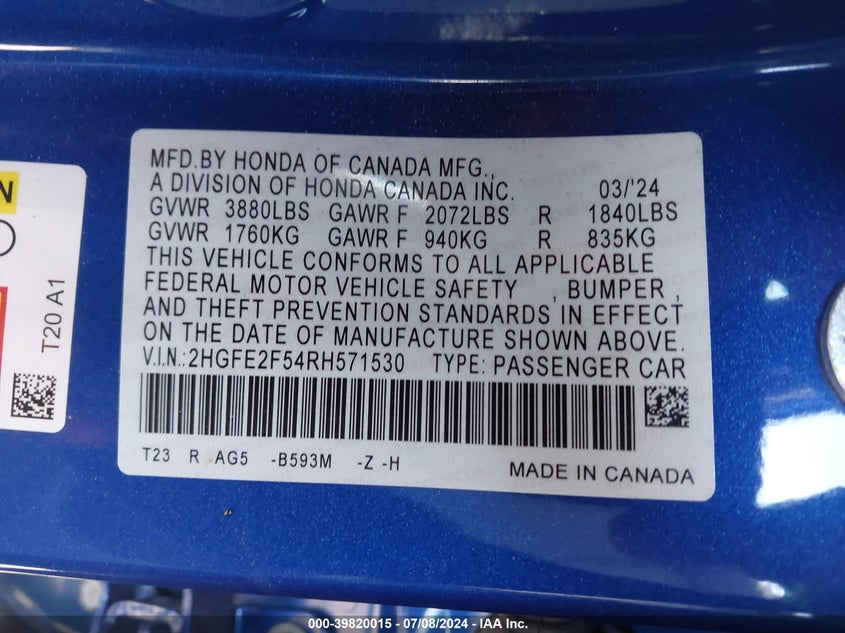 N
T20 A1
MFD.BY HONDA OF CANADA MFG.,
A DIVISION OF HONDA CANADA INC. 03/'24
GVWR 3880LBS GAWR F 2072LBS R 1840LBS
GVWR 1760KG GAWR F 940KG R 835KG
THIS VEHICLE CONFORMS TO ALL APPLICABLE
FEDERAL MOTOR VEHICLE SAFETY , BUMPER ,
AND THEFT PREVENTION STANDARDS IN EFFECT
ON THE DATE OF MANUFACTURE SHOWN ABOVE.
V.I.N.: 2HGFE2F54RH571530 TYPE: PASSENGER CAR
T23 R AG5 -B593M -Z -H
MADE IN CANADA
000-39820015 / 07/08/2024 / IAA Inc.